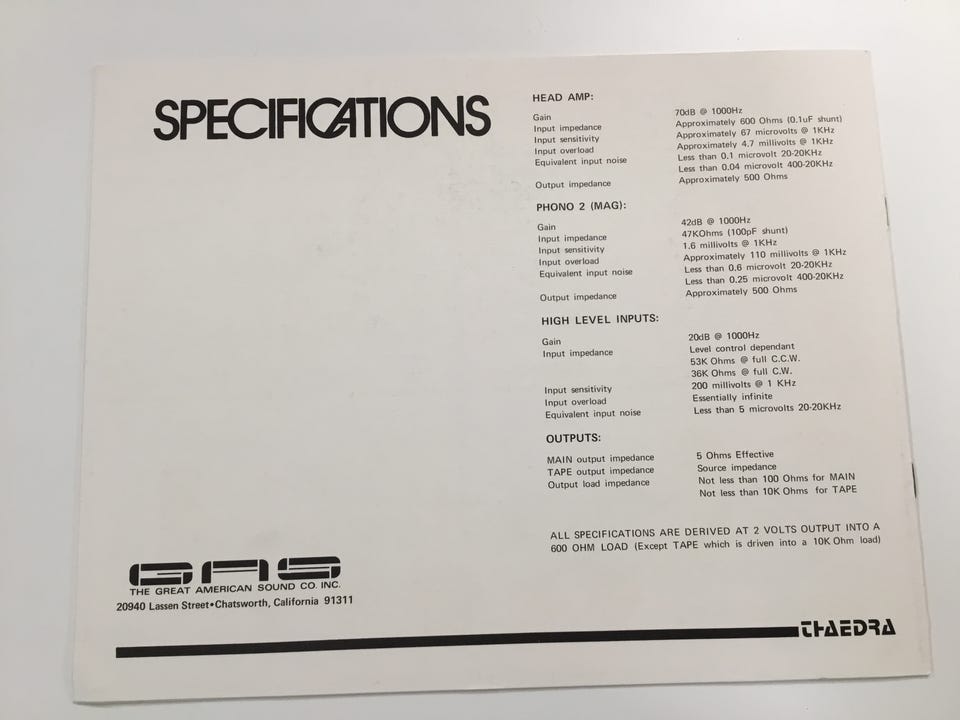 SPECIFICATIONS
HEAD AMP:
Gain 70dB @ 1000Hz
Input impedance Approximately 600 Ohms (0.1uF shunt)
Input sensitivity Approximately 67 microvolts @ 1KHz
Input overload Approximately 4.7 millivolts @ 1KHz
Equivalent input noise Less than 0.1 microvolt 20-20KHz
Less than 0.04 microvolt 400-20KHz
Output impedance Approximately 500 Ohms
PHONO 2 (MAG):
Gain 42dB @ 1000Hz
Input impedance 47KOhms (100pF shunt)
Input sensitivity 1.6 millivolts @ 1KHz
Input overload Approximately 110 millivolts @ 1KHz
Equivalent input noise Less than 0.6 microvolt 20-20KHz
Less than 0.25 microvolt 400-20KHz
Output impedance Approximately 500 Ohms
HIGH LEVEL INPUTS:
Gain 20dB @ 1000Hz
Input impedance Level control dependant
53K Ohms @ full C.C.W.
36K Ohms @ full C.W.
Input sensitivity 200 millivolts @ 1 KHz
Input overload Essentially infinite
Equivalent input noise Less than 5 microvolts 20-20KHz
OUTPUTS:
MAIN output impedance 5 Ohms Effective
TAPE output impedance Source impedance
Output load impedance Not less than 100 Ohms for MAIN
Not less than 10K Ohms for TAPE
ALL SPECIFICATIONS ARE DERIVED AT 2 VOLTS OUTPUT INTO A
600 OHM LOAD (Except TAPE which is driven into a 10K Ohm load)
GAS
THE GREAT AMERICAN SOUND CO. INC.
20940 Lassen Street•Chatsworth, California 91311
THAEDRA